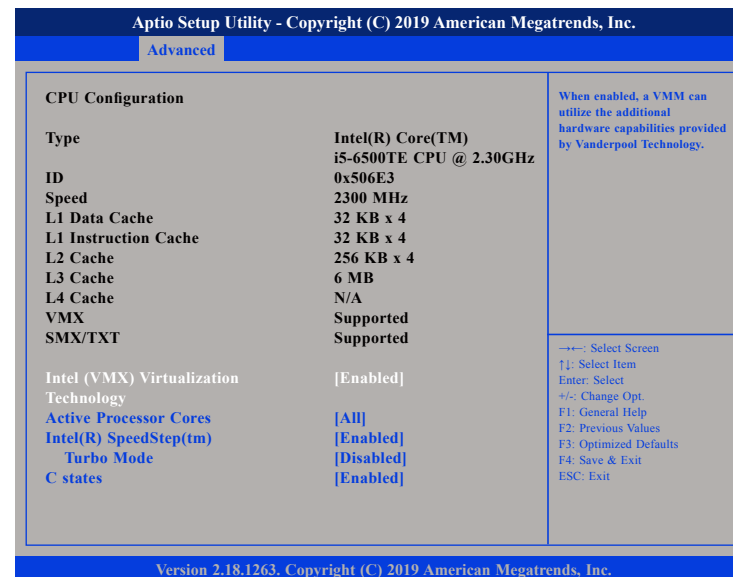 Aptio Setup Utility - Copyright (C) 2019 American Megatrends, Inc.
Advanced
CPU Configuration
Type Intel(R) Core(TM)
i5-6500TE CPU @ 2.30GHz
ID 0x506E3
Speed 2300 MHz
L1 Data Cache 32 KB x 4
L1 Instruction Cache 32 KB x 4
L2 Cache 256 KB x 4
L3 Cache 6 MB
L4 Cache N/A
VMX Supported
SMX/TXT Supported
Intel (VMX) Virtualization [Enabled]
Technology
Active Processor Cores [All]
Intel(R) SpeedStep(tm) [Enabled]
Turbo Mode [Disabled]
C states [Enabled]
When enabled, a VMM can
utilize the additional
hardware capabilities provided
by Vanderpool Technology.
→←: Select Screen
↑↓: Select Item
Enter: Select
+/-: Change Opt.
F1: General Help
F2: Previous Values
F3: Optimized Defaults
F4: Save & Exit
ESC: Exit
Version 2.18.1263. Copyright (C) 2019 American Megatrends, Inc.